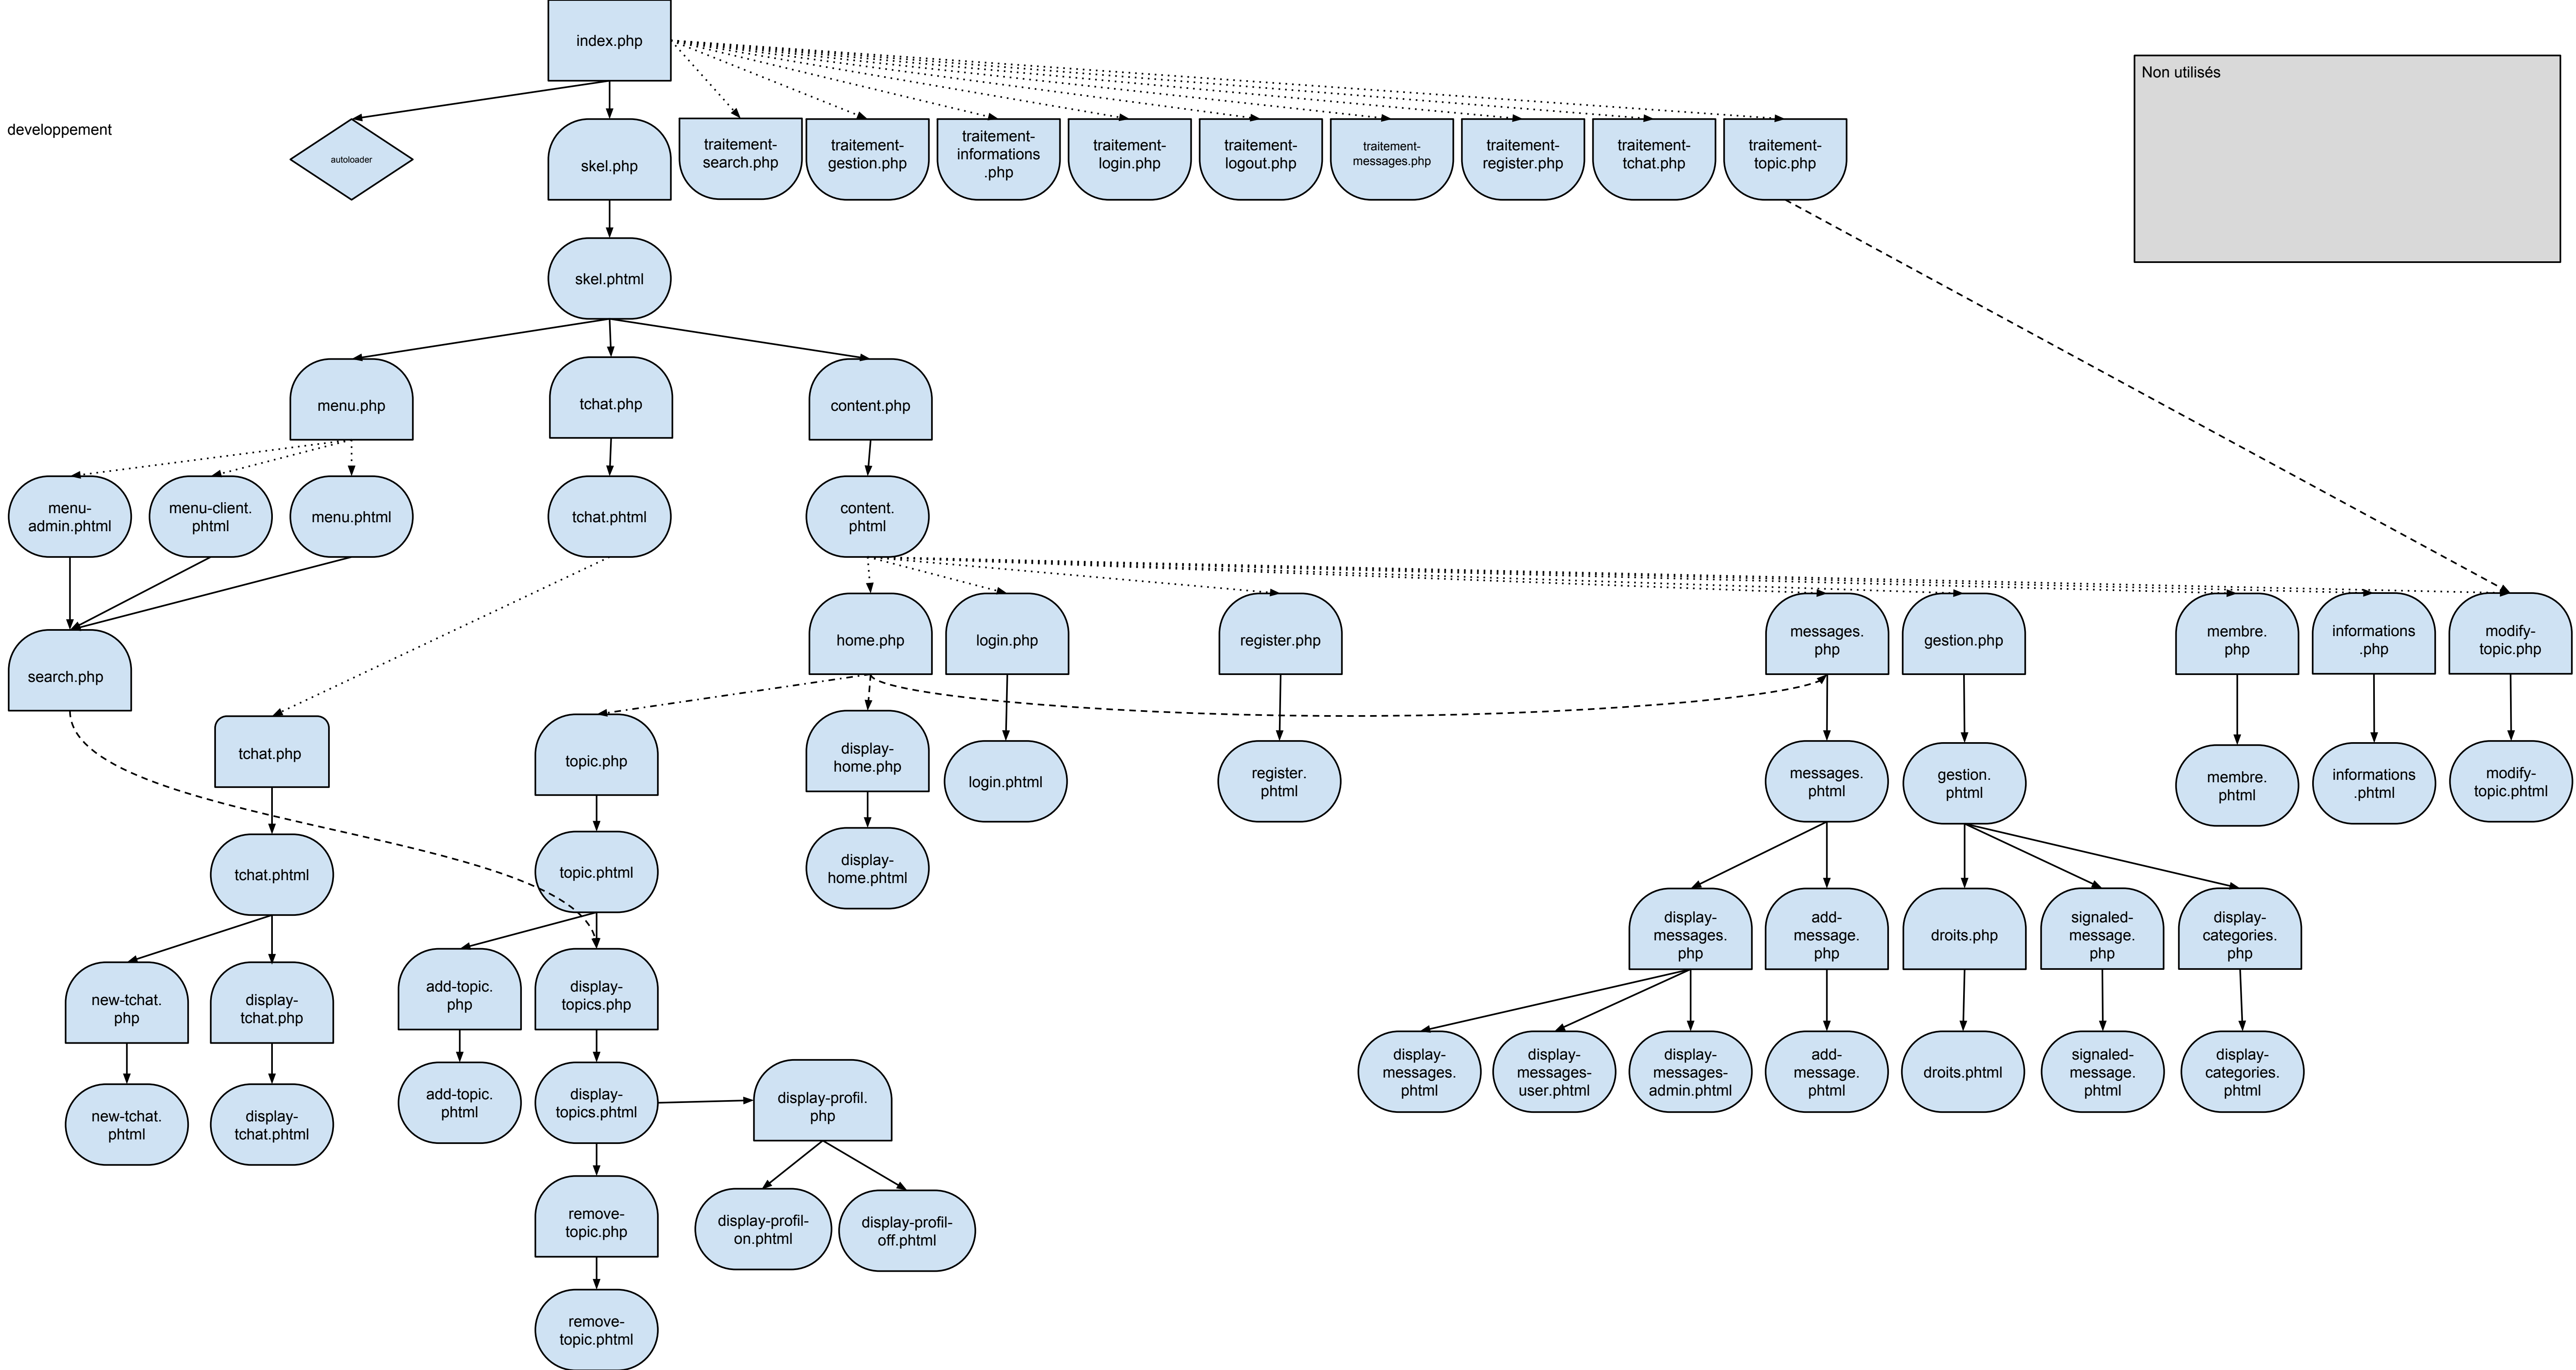 index.php
Non utilisés
developpement
autoloader
skel.php
traitement-
search.php
traitement-
gestion.php
traitement-
informations
.php
traitement-
login.php
traitement-
logout.php
traitement-
messages.php
traitement-
register.php
traitement-
tchat.php
traitement-
topic.php
skel.phtml
menu.php
tchat.php
content.php
menu-
admin.phtml
menu-client.
phtml
menu.phtml
tchat.phtml
content.
phtml
search.php
home.php
login.php
register.php
messages.
php
gestion.php
membre.
php
informations
.php
modify-
topic.php
tchat.php
topic.php
display-
home.php
login.phtml
register.
phtml
messages.
phtml
gestion.
phtml
membre.
phtml
informations
.phtml
modify-
topic.phtml
tchat.phtml
topic.phtml
display-
home.phtml
display-
messages.
php
add-
message.
php
droits.php
signaled-
message.
php
display-
categories.
php
new-tchat.
php
display-
tchat.php
add-topic.
php
display-
topics.php
display-
messages.
phtml
display-
messages-
user.phtml
display-
messages-
admin.phtml
add-
message.
phtml
droits.phtml
signaled-
message.
phtml
display-
categories.
phtml
new-tchat.
phtml
display-
tchat.phtml
add-topic.
phtml
display-
topics.phtml
display-profil.
php
remove-
topic.php
display-profil-
on.phtml
display-profil-
off.phtml
remove-
topic.phtml